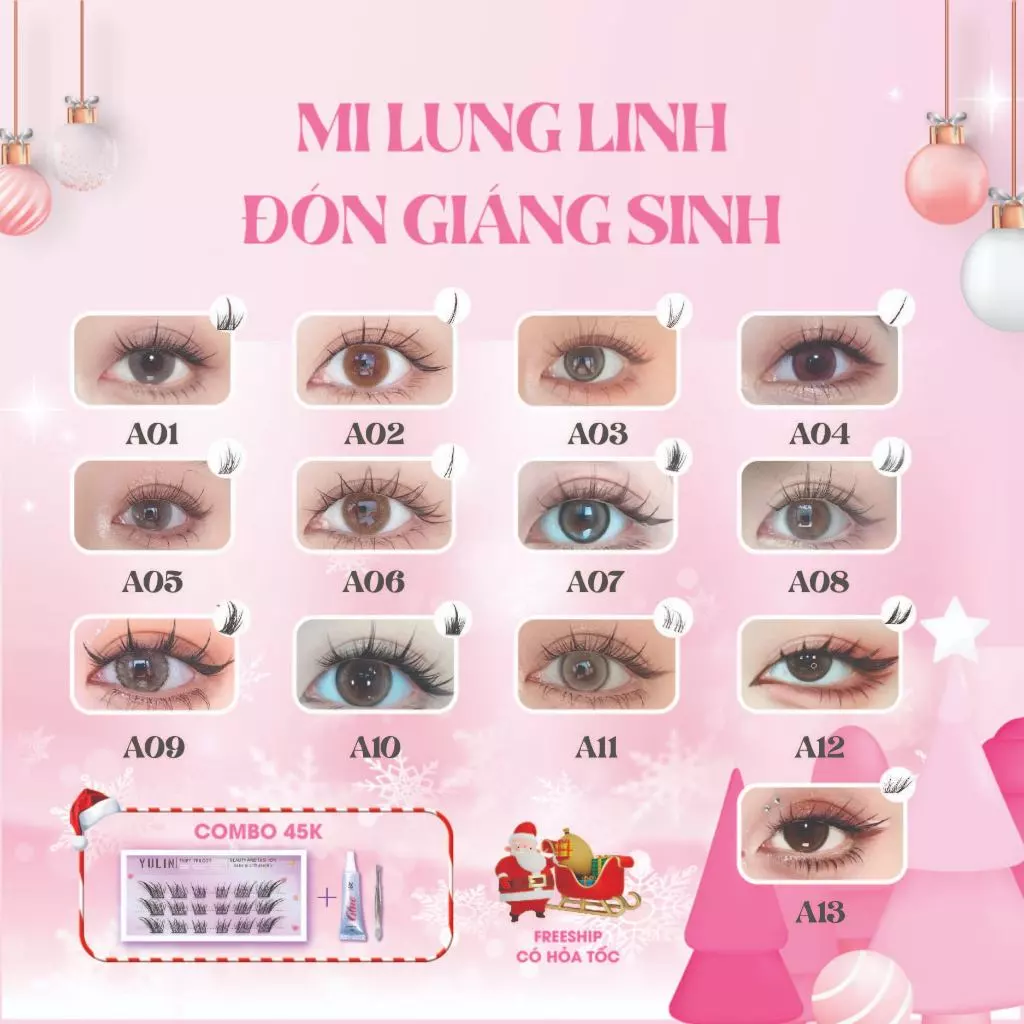 MI LUNG LINH
ĐÓN GIÁNG SINH
A01
A02
A03
A04
A05
A06
A07
A08
A09
A10
A11
A12
A13
COMBO 45K
YULIN
+
Glue
FREESHIP
CÓ HỎA TỐC